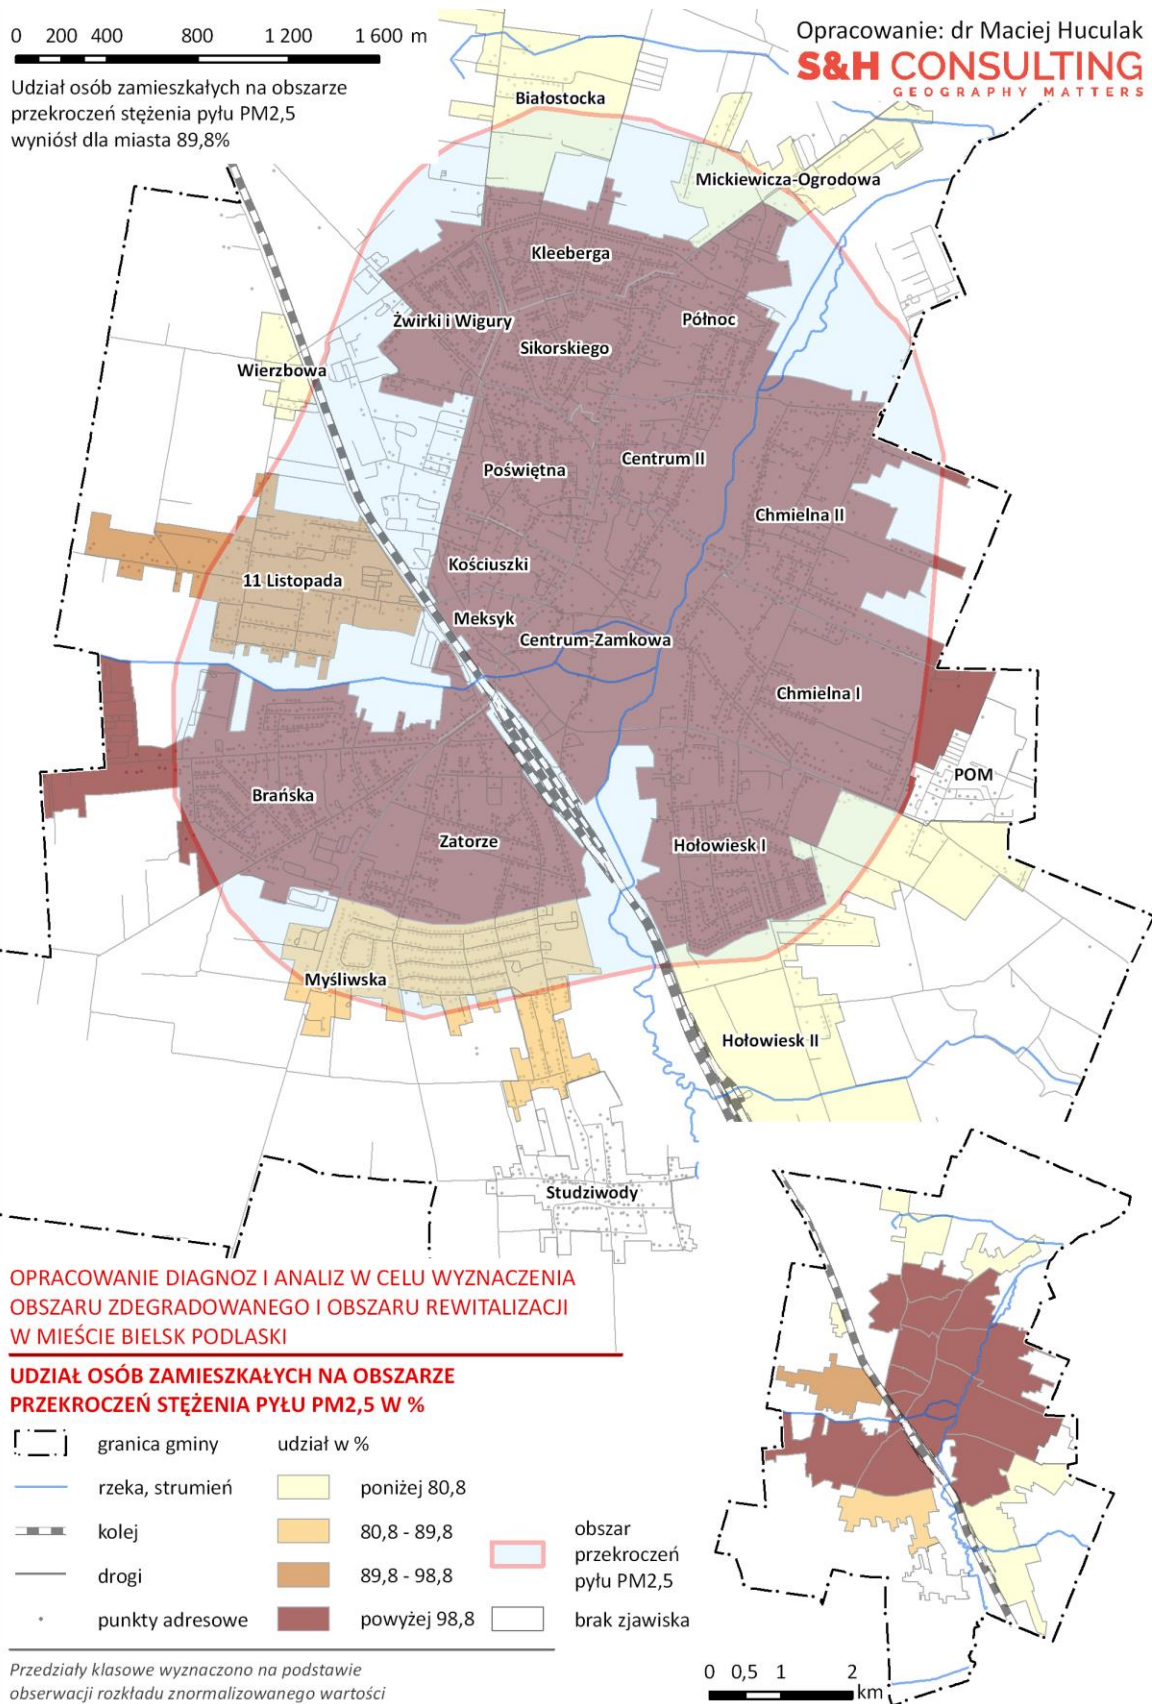 0 200 400 800 1 200 1 600 m
Udział osób zamieszkałych na obszarze
przekroczeń stężenia pyłu PM2,5
wyniósł dla miasta 89,8%
Opracowanie: dr Maciej Huculak
S&H CONSULTING
GEOGRAPHY MATTERS
Białostocka
Mickiewicza-Ogrodowa
Kleeberga
Żwirki i Wigury
Północ
Sikorskiego
Wierzbowa
Poświętna
Centrum II
Chmielna II
Kościuszki
11 Listopada
Meksyk
Centrum-Zamkowa
Chmielna I
POM
Brańska
Zatorze
Hołowiesk I
Myśliwska
Hołowiesk II
Studziwody
OPRACOWANIE DIAGNOZ I ANALIZ W CELU WYZNACZENIA
OBSZARU ZDEGRADOWANEGO I OBSZARU REWITALIZACJI
W MIEŚCIE BIELSK PODLASKI
UDZIAŁ OSÓB ZAMIESZKAŁYCH NA OBSZARZE
PRZEKROCZEŃ STĘŻENIA PYŁU PM2,5 W %
granica gminy
rzeka, strumień
kolej
drogi
punkty adresowe
udział w %
poniżej 80,8
80,8 - 89,8
89,8 - 98,8
powyżej 98,8
obszar
przekroczeń
pyłu PM2,5
brak zjawiska
Przedziały klasowe wyznaczono na podstawie
obserwacji rozkładu znormalizowanego wartości
0 0,5 1 2
km